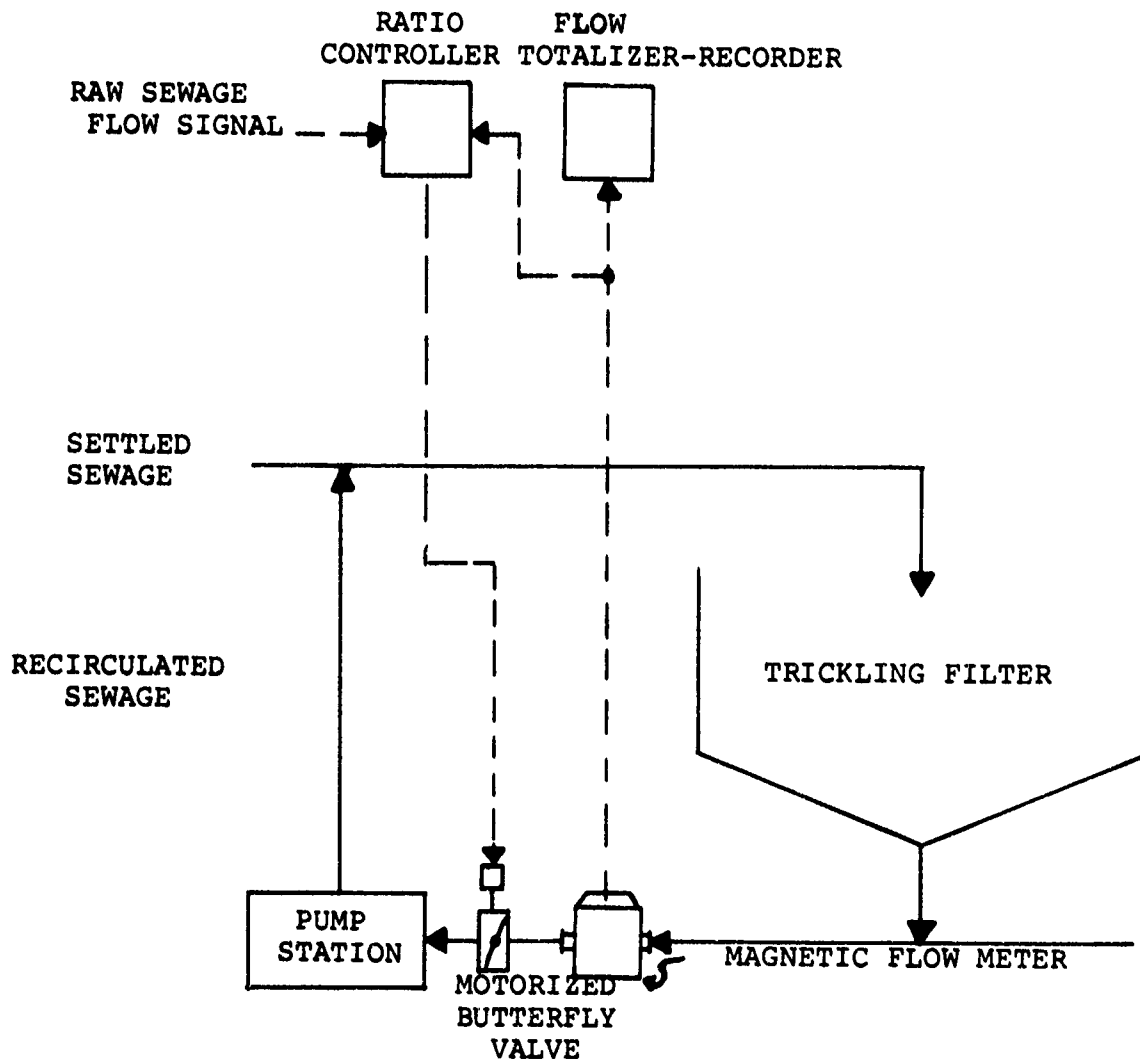 RATIO
CONTROLLER
FLOW
TOTALIZER-RECORDER
RAW SEWAGE
FLOW SIGNAL
SETTLED
SEWAGE
RECIRCULATED
SEWAGE
TRICKLING FILTER
PUMP
STATION
MAGNETIC FLOW METER
MOTORIZED
BUTTERFLY
VALVE